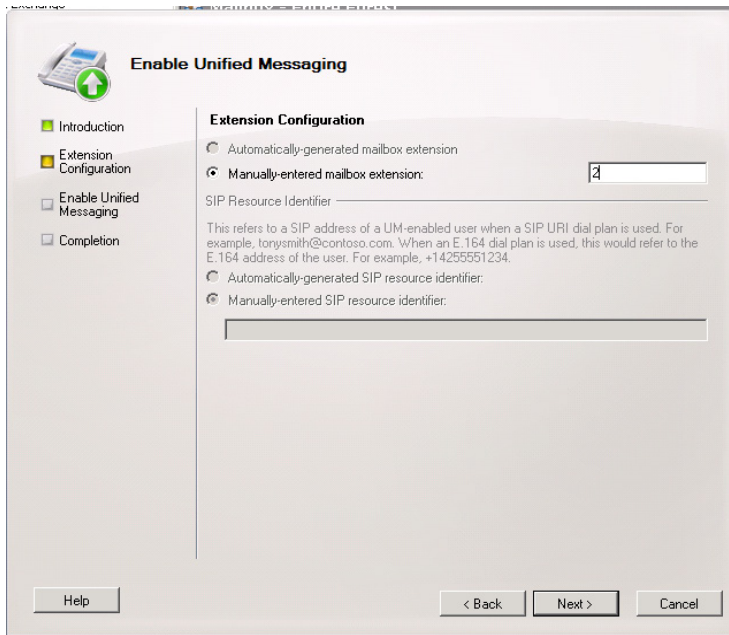 Enable Unified Messaging
Introduction
Extension
Configuration
Enable Unified
Messaging
Completion
Extension Configuration
Automatically-generated mailbox extension
Manually-entered mailbox extension:
2
SIP Resource Identifier
This refers to a SIP address of a UM-enabled user when a SIP URI dial plan is used. For
example, tonysmith@contoso.com. When an E.164 dial plan is used, this would refer to the
E.164 address of the user. For example, +14255551234.
Automatically-generated SIP resource identifier:
Manually-entered SIP resource identifier:
Help
< Back
Next >
Cancel